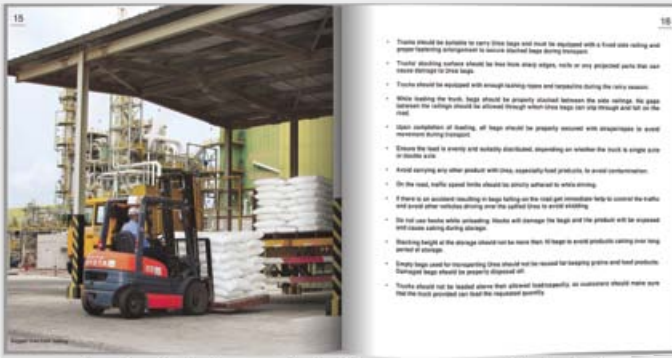 15
Trucks should be suitable to carry Urea bags and must be equipped with a fixed side railing and
proper fastening arrangement to secure stacked bags during transport.
Trucks' stacking surface should be free from sharp edges, nails or any projected parts that can
cause damage to Urea bags.
Trucks should be equipped with enough lashing ropes and tarpaulins during the rainy season.
While loading the truck, bags should be properly stacked between the side railings. No gaps
between the railings should be allowed through which Urea bags can slip through and fall on the
road.
Upon completion of loading, all bags should be properly secured with straps/ropes to avoid
movement during transport.
Ensure the load is evenly and suitably distributed, depending on whether the truck is single axle
or double axle.
Avoid carrying any other product with Urea, especially food products, to avoid contamination.
On the road, traffic speed limits should be strictly adhered to while driving.
If there is an accident resulting in bags falling on the road get immediate help to control the traffic
and avoid other vehicles driving over the spilled Urea to avoid skidding.
Do not use hooks while unloading. Hooks will damage the bags and the product will be exposed
and cause caking during storage.
Stacking height at the storage should not be more than 10 bags to avoid products caking over long
period of storage.
Empty bags used for transporting Urea should not be reused for keeping grains and food products.
Damaged bags should be properly disposed off.
Trucks should not be loaded above their allowed load/capacity, so customers should make sure
that the truck provided can load the requested quantity.